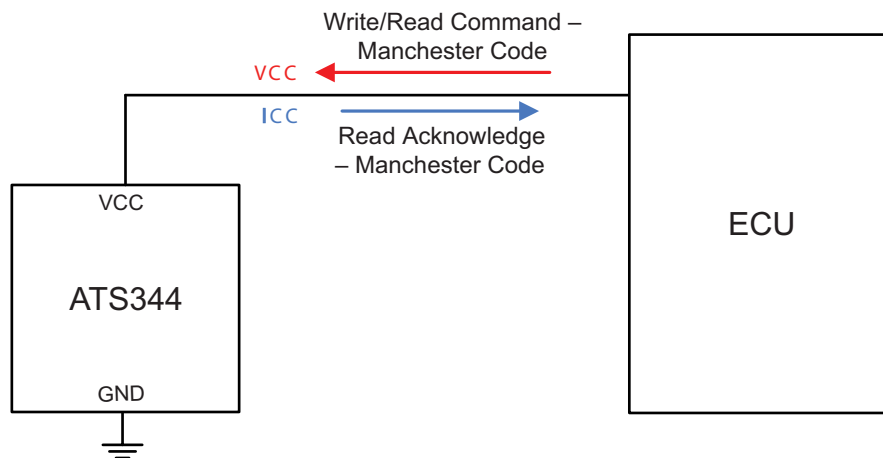 Write/Read Command –
Manchester Code
VCC
ICC
Read Acknowledge
– Manchester Code
VCC
ATS344
GND
ECU